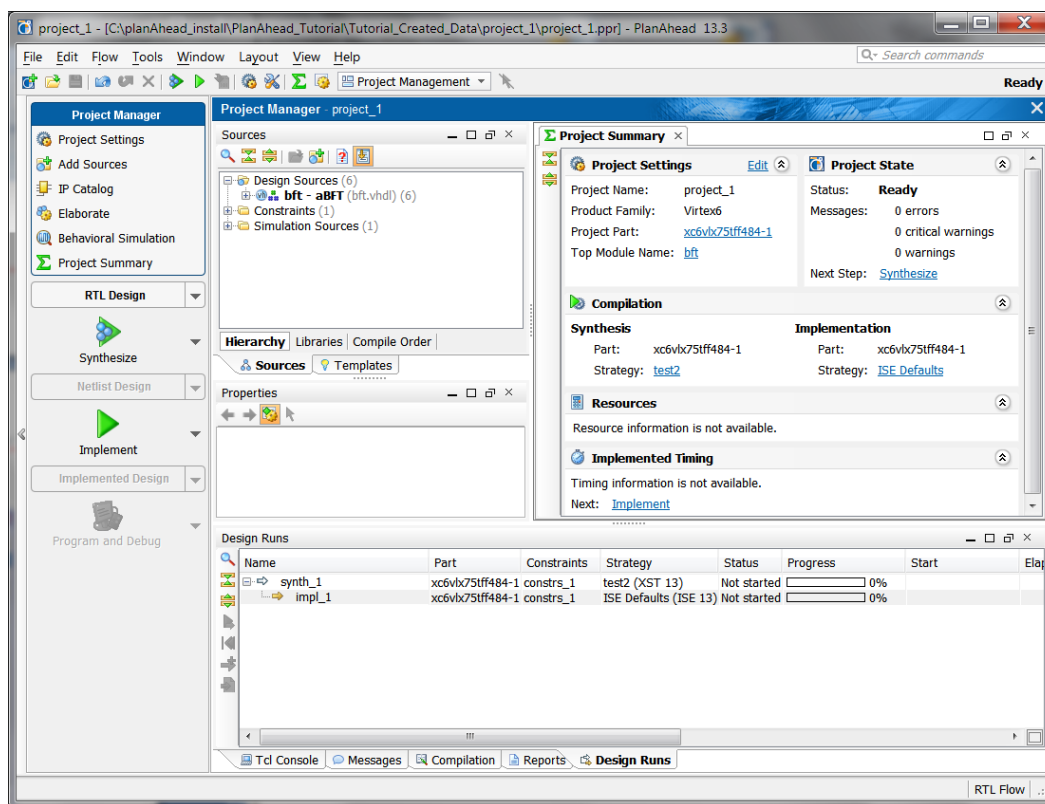 project_1 - [C:\planAhead_install\PlanAhead_Tutorial\Tutorial_Created_Data\project_1\project_1.ppr] - PlanAhead 13.3
File Edit Flow Tools Window Layout View Help
Search commands
Project Management
Ready
Project Manager
Project Settings
Add Sources
IP Catalog
Elaborate
Behavioral Simulation
Project Summary
RTL Design
Synthesize
Netlist Design
Implement
Implemented Design
Program and Debug
Project Manager - project_1
Sources
Design Sources (6)
bft - aBFT (bft.vhdl) (6)
Constraints (1)
Simulation Sources (1)
Hierarchy Libraries Compile Order
Sources Templates
Properties
Project Summary
Project Settings Edit
Project Name: project_1
Product Family: Virtex6
Project Part: xc6vlx75tff484-1
Top Module Name: bft
Project State
Status: Ready
Messages: 0 errors
0 critical warnings
0 warnings
Next Step: Synthesize
Compilation
Synthesis Implementation
Part: xc6vlx75tff484-1 Part: xc6vlx75tff484-1
Strategy: test2 Strategy: ISE Defaults
Resources
Resource information is not available.
Implemented Timing
Timing information is not available.
Next: Implement
Design Runs
Name Part Constraints Strategy Status Progress Start Elap
synth_1 xc6vlx75tff484-1 constrs_1 test2 (XST 13) Not started 0%
impl_1 xc6vlx75tff484-1 constrs_1 ISE Defaults (ISE 13) Not started 0%
Tcl Console Messages Compilation Reports Design Runs
RTL Flow